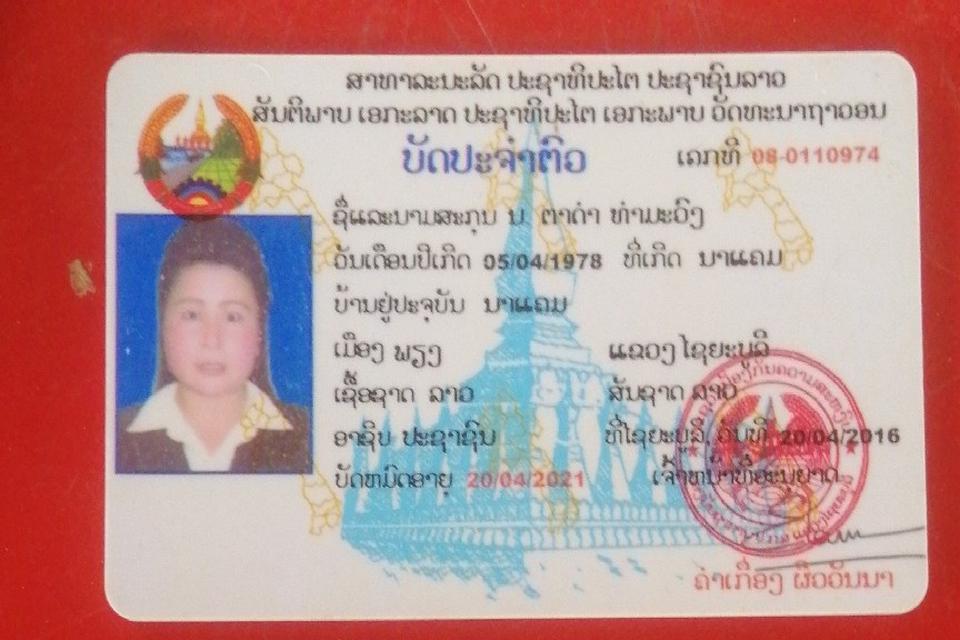 ສາທາລະນະລັດ ປະຊາທິປະໄຕ ປະຊາຊົນລາວ
ສັນຕິພາບ ເອກະລາດ ປະຊາທິປະໄຕ ເອກະພາບ ວັດທະນາຖາວອນ
ບັດປະຈຳຕົວ
ເລກທີ 08-0110974
ຊື່ແລະນາມສະກຸນ ນ. ຕາດຳ ທຳມະວົງ
ວັນເດືອນປີເກີດ 05/04/1978 ທີ່ເກີດ ນາແຄມ
ບ້ານຢູ່ປະຈຸບັນ ນາແຄມ
ເມືອງ ພຽງ ແຂວງ ໄຊຍະບູລີ
ເຊື້ອຊາດ ລາວ ສັນຊາດ ລາວ
ອາຊີບ ປະຊາຊົນ ທີ່ໄຊຍະບູລີ, ວັນທີ 20/04/2016
ບັດຫມົດອາຍຸ 20/04/2021 ເຈົ້າຫນ້າທີ່ອະນຸຍາດ
ຄຳເກື່ອງ ຜິວວັນນາ